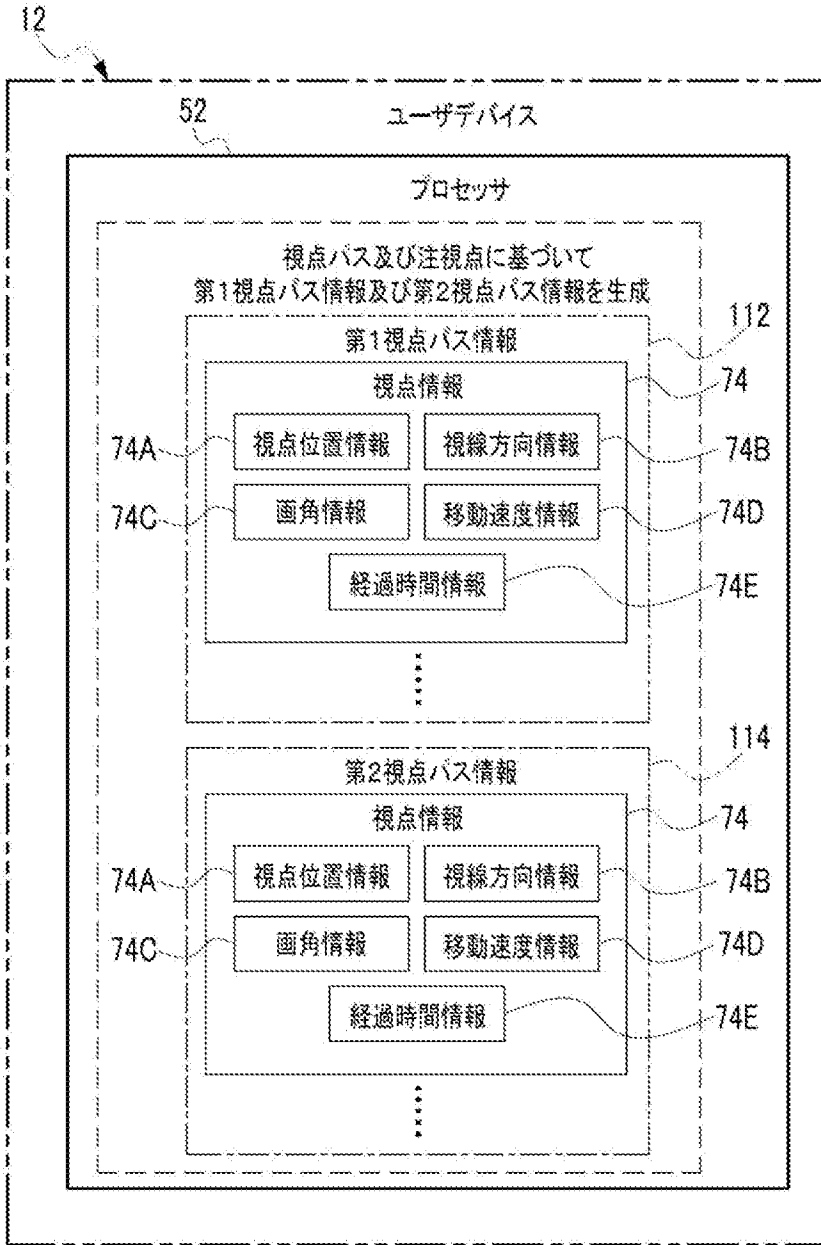 12
ユーザデバイス
52
プロセッサ
視点パス及び注視点に基づいて
第1視点パス情報及び第2視点パス情報を生成
112
第1視点パス情報
視点情報
74
74A
視点位置情報
視線方向情報
74B
74C
画角情報
移動速度情報
74D
経過時間情報
74E
114
第2視点パス情報
視点情報
74
74A
視点位置情報
視線方向情報
74B
74C
画角情報
移動速度情報
74D
経過時間情報
74E